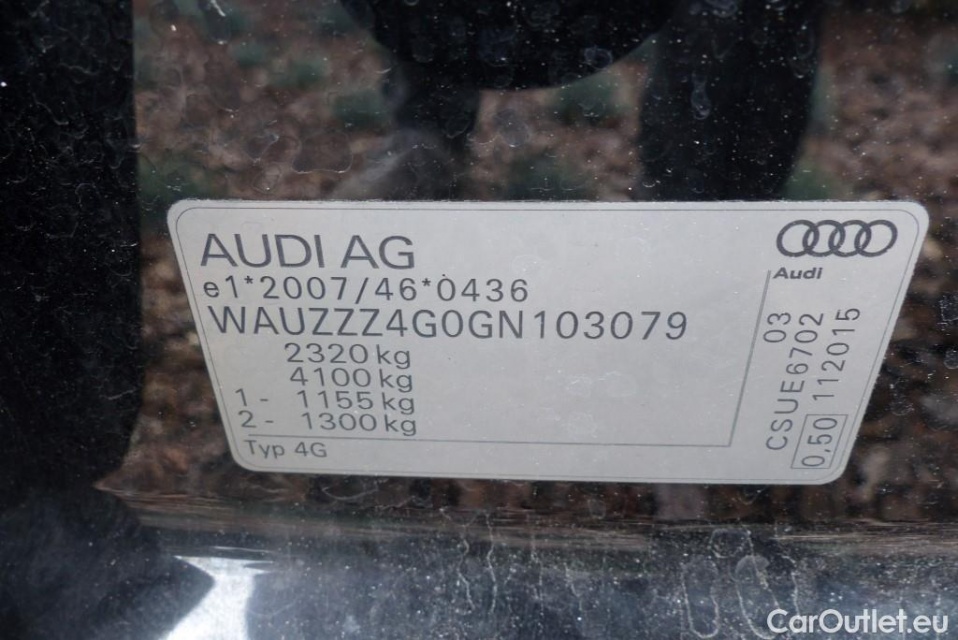 AUDI AG
e1*2007/46*0436
WAUZZZ4G0GN103079
2320 kg
4100 kg
1 - 1155 kg
2 - 1300 kg
Typ 4G
Audi
03
CSUE6702
0,50 112015
CarOutlet.eu